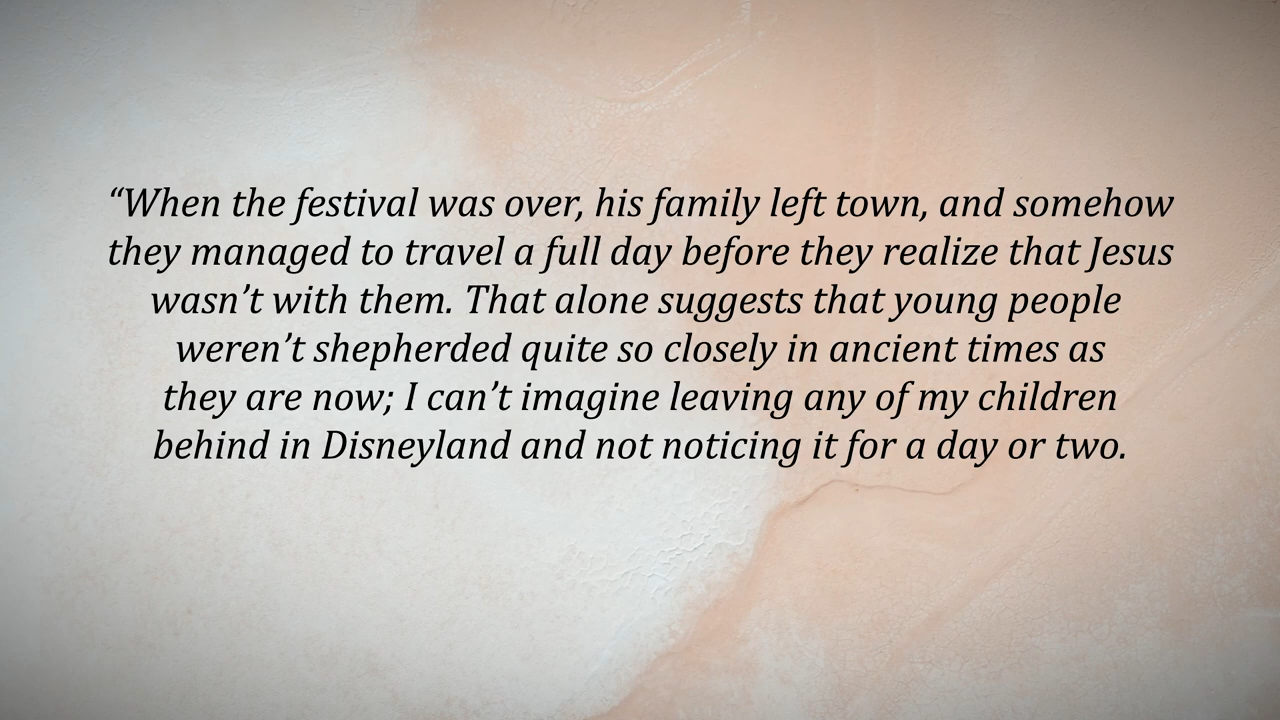 “When the festival was over, his family left town, and somehow
they managed to travel a full day before they realize that Jesus
wasn’t with them. That alone suggests that young people
weren’t shepherded quite so closely in ancient times as
they are now; I can’t imagine leaving any of my children
behind in Disneyland and not noticing it for a day or two.